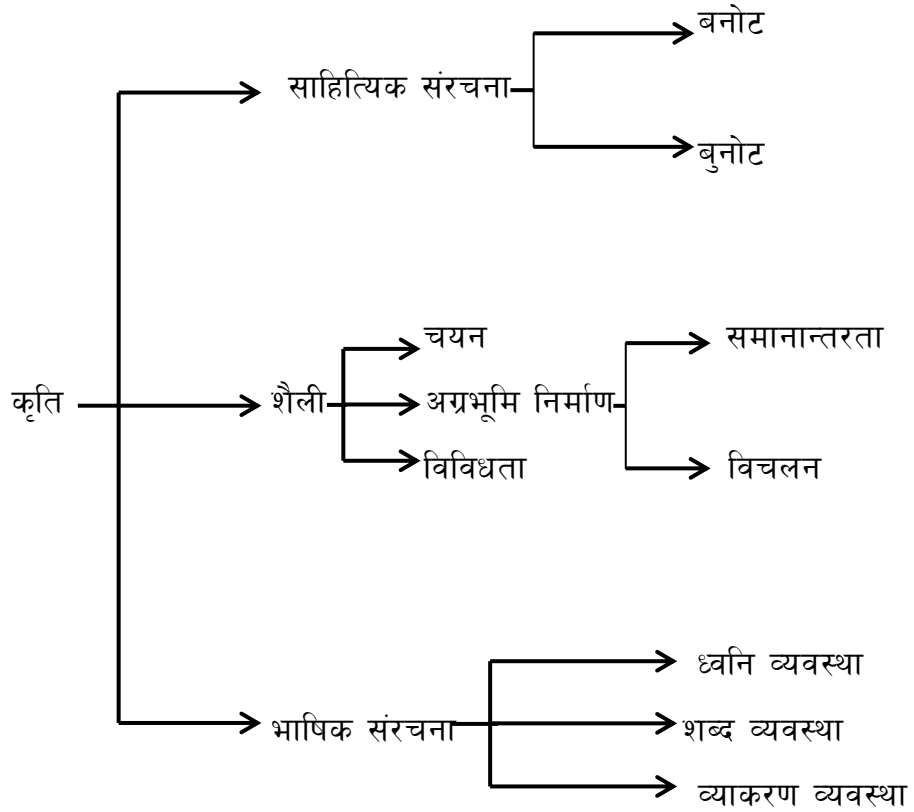 बनोट
साहित्यिक संरचना
बुनोट
चयन
समानान्तरता
कृति
शैली
अग्रभूमि निर्माण
विविधता
विचलन
ध्वनि व्यवस्था
भाषिक संरचना
शब्द व्यवस्था
व्याकरण व्यवस्था